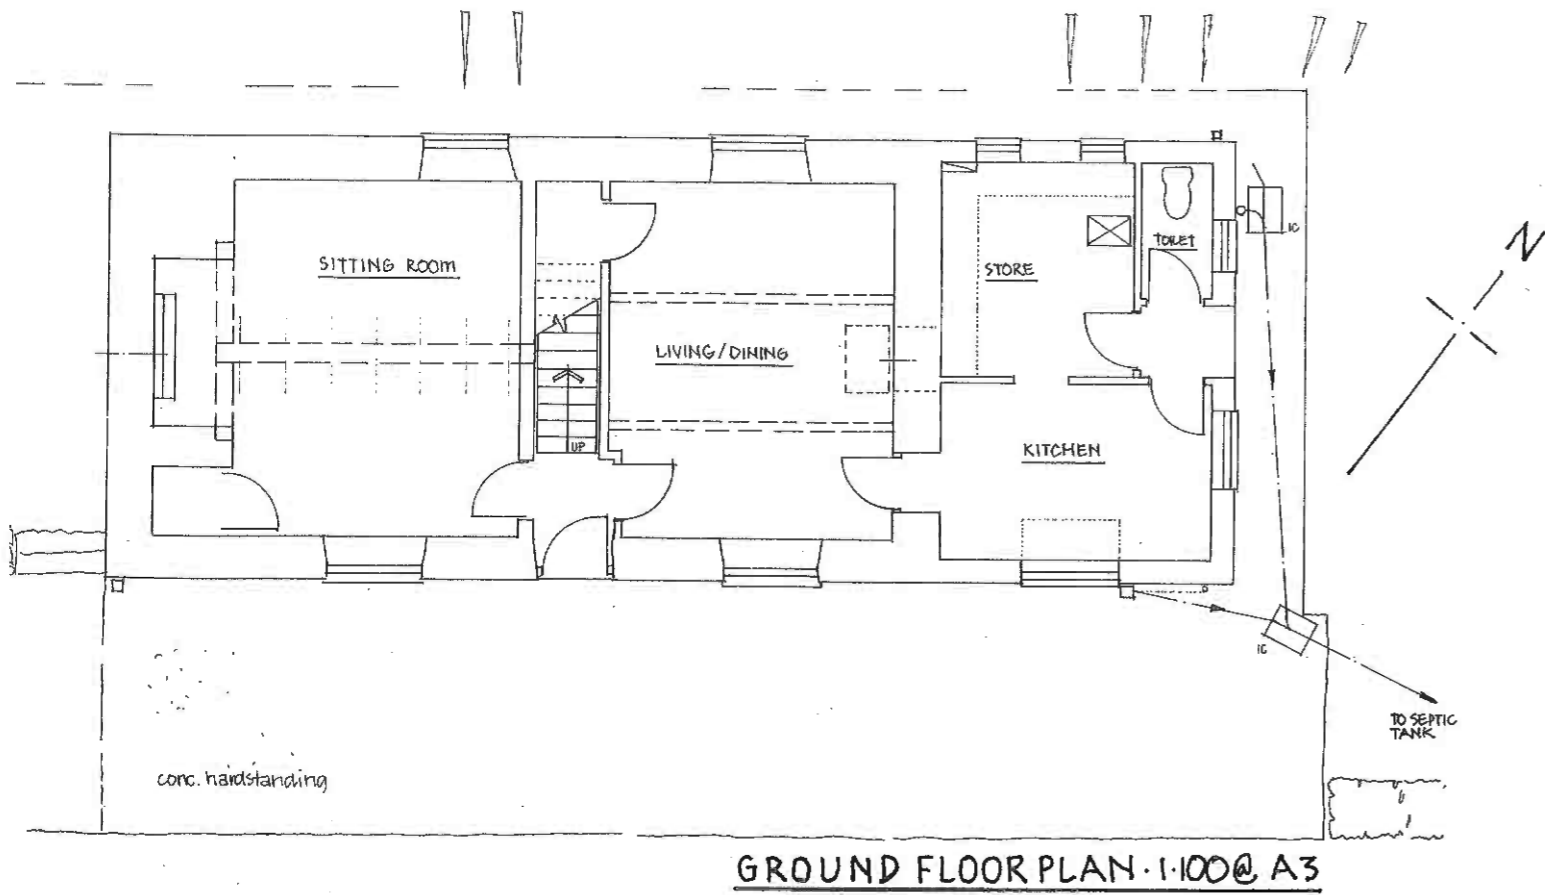 SITTING ROOM
LIVING/DINING
STORE
TOILET
KITCHEN
UP
IC
N
IC
TO SEPTIC
TANK
conc. hardstanding
GROUND FLOOR PLAN · 1:100 @ A3